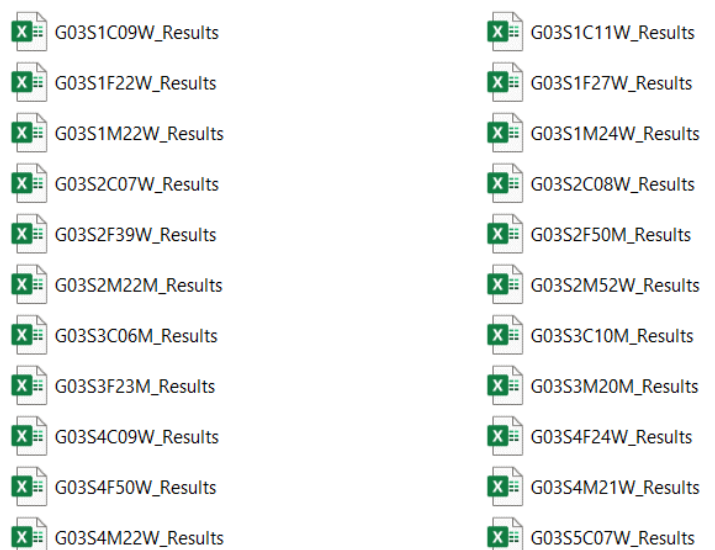 G03S1C09W_Results
G03S1C11W_Results
G03S1F22W_Results
G03S1F27W_Results
G03S1M22W_Results
G03S1M24W_Results
G03S2C07W_Results
G03S2C08W_Results
G03S2F39W_Results
G03S2F50M_Results
G03S2M22M_Results
G03S2M52W_Results
G03S3C06M_Results
G03S3C10M_Results
G03S3F23M_Results
G03S3M20M_Results
G03S4C09W_Results
G03S4F24W_Results
G03S4F50W_Results
G03S4M21W_Results
G03S4M22W_Results
G03S5C07W_Results